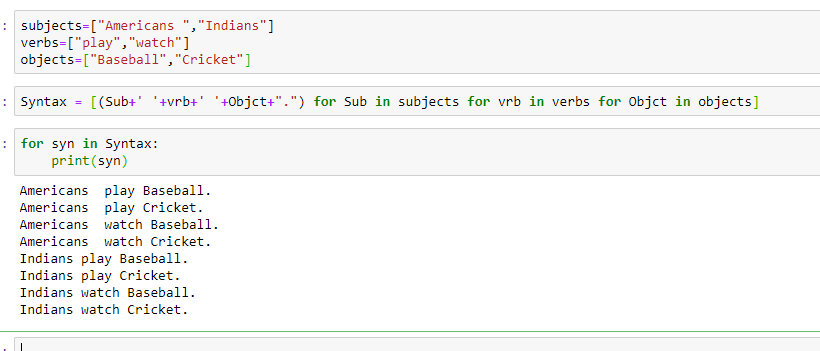 : subjects=["Americans ","Indians"]
verbs=["play","watch"]
objects=["Baseball","Cricket"]
: Syntax = [(Sub+' '+vrb+' '+Objct+".") for Sub in subjects for vrb in verbs for Objct in objects]
: for syn in Syntax:
    print(syn)
Americans  play Baseball.
Americans  play Cricket.
Americans  watch Baseball.
Americans  watch Cricket.
Indians play Baseball.
Indians play Cricket.
Indians watch Baseball.
Indians watch Cricket.
: